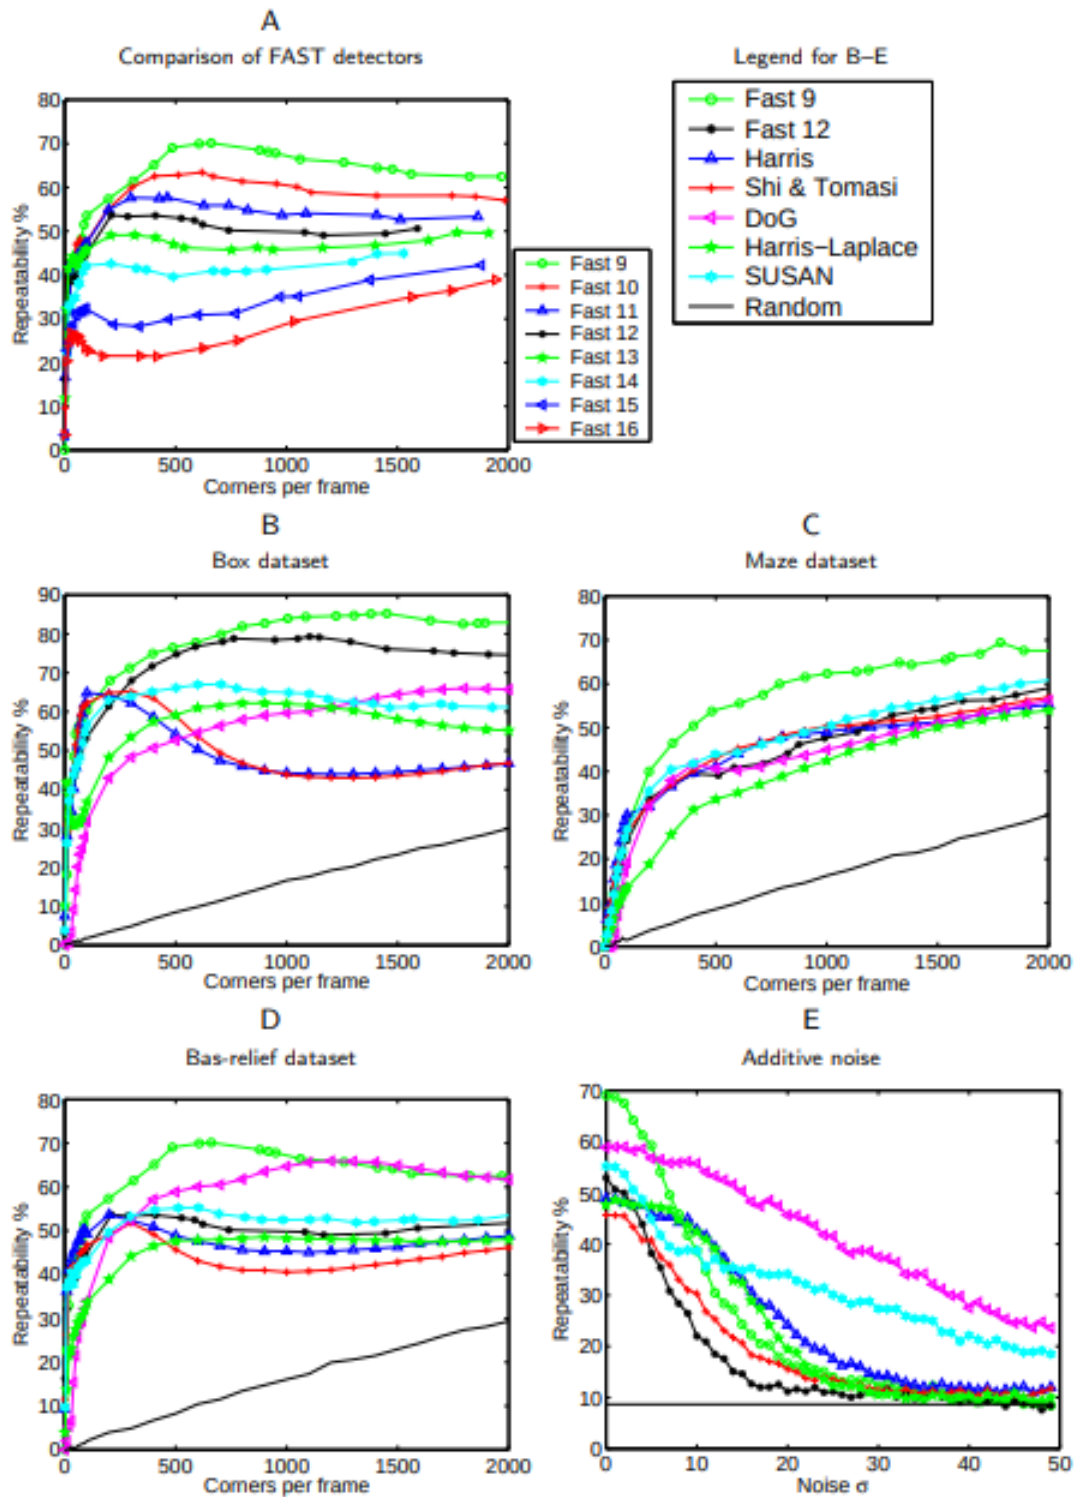 A
Comparison of FAST detectors
Legend for B–E
80
70
60
50
40
30
20
10
0
Repeatability %
0 500 1000 1500 2000
Corners per frame
Fast 9
Fast 10
Fast 11
Fast 12
Fast 13
Fast 14
Fast 15
Fast 16
Fast 9
Fast 12
Harris
Shi & Tomasi
DoG
Harris−Laplace
SUSAN
Random
B
Box dataset
90
80
70
60
50
40
30
20
10
0
Repeatability %
0 500 1000 1500 2000
Corners per frame
C
Maze dataset
80
70
60
50
40
30
20
10
0
Repeatability %
0 500 1000 1500 2000
Corners per frame
D
Bas-relief dataset
80
70
60
50
40
30
20
10
0
Repeatability %
0 500 1000 1500 2000
Corners per frame
E
Additive noise
70
60
50
40
30
20
10
0
Repeatability %
0 10 20 30 40 50
Noise σ